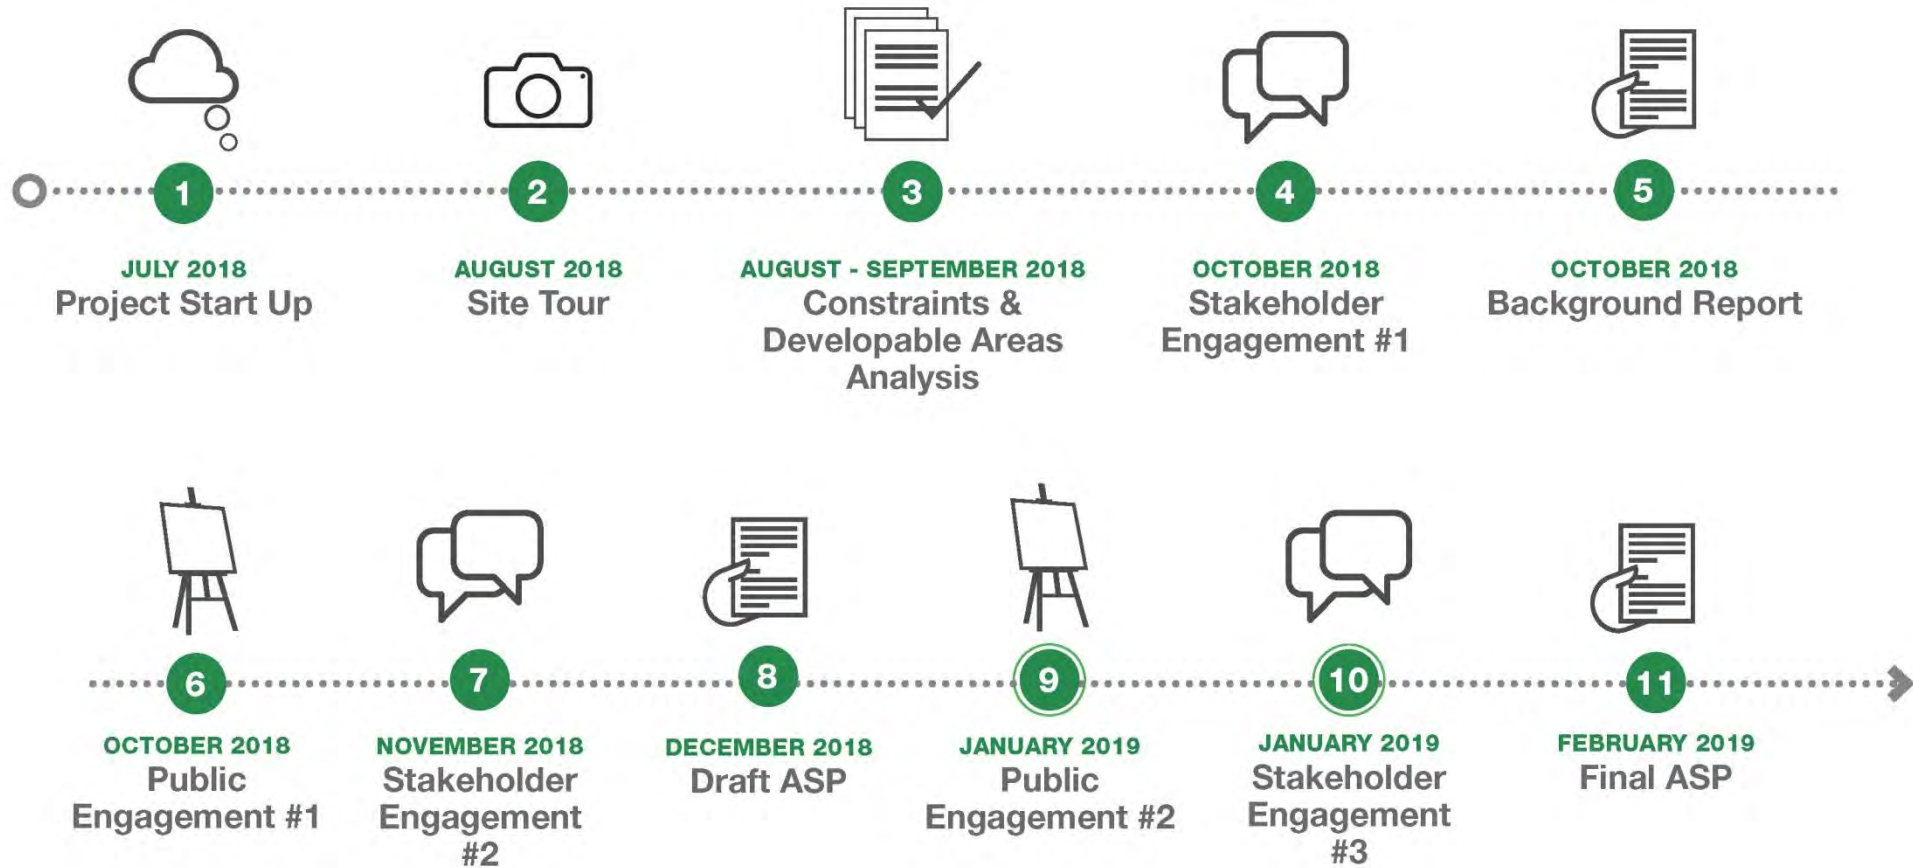 1
2
3
4
5
JULY 2018
Project Start Up
AUGUST 2018
Site Tour
AUGUST - SEPTEMBER 2018
Constraints &
Developable Areas
Analysis
OCTOBER 2018
Stakeholder
Engagement #1
OCTOBER 2018
Background Report
6
7
8
9
10
11
OCTOBER 2018
Public
Engagement #1
NOVEMBER 2018
Stakeholder
Engagement
#2
DECEMBER 2018
Draft ASP
JANUARY 2019
Public
Engagement #2
JANUARY 2019
Stakeholder
Engagement
#3
FEBRUARY 2019
Final ASP